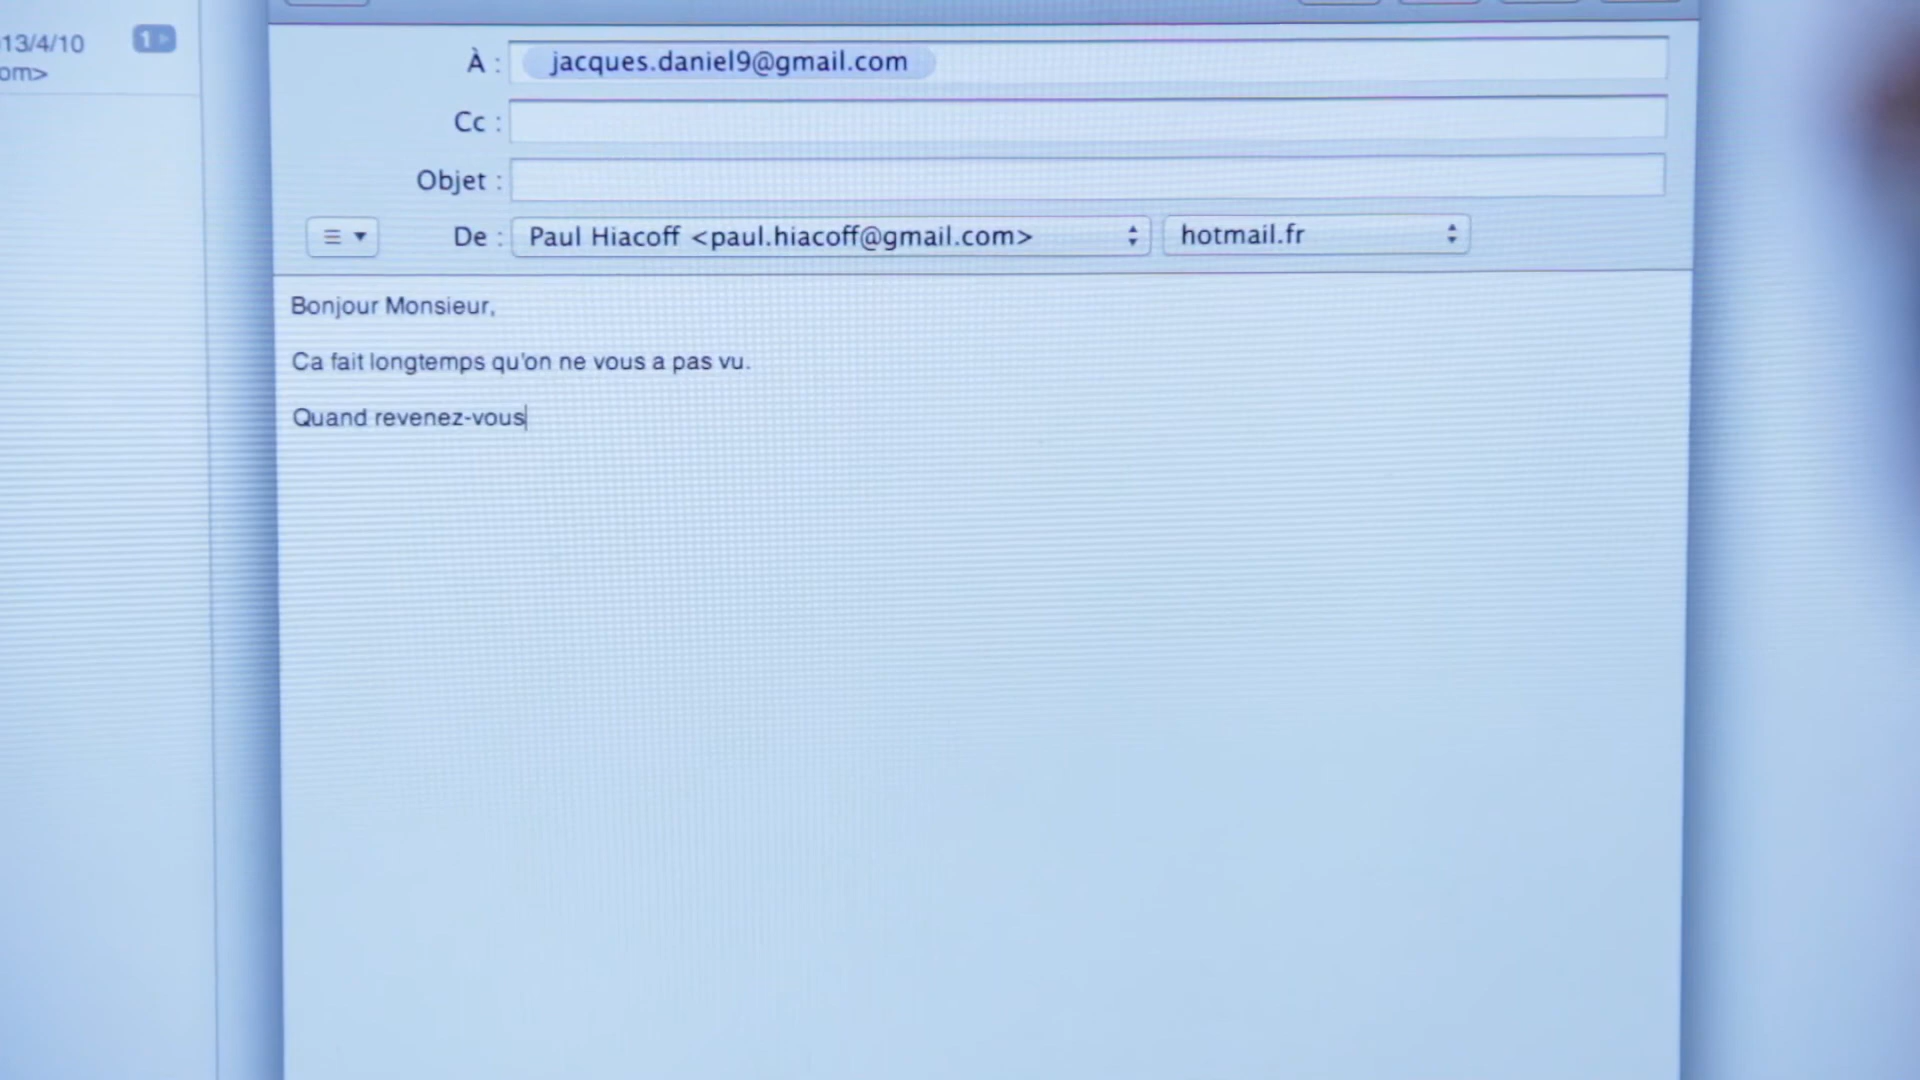 13/4/10
1
om>
À : jacques.daniel9@gmail.com
Cc :
Objet :
De : Paul Hiacoff <paul.hiacoff@gmail.com> hotmail.fr
Bonjour Monsieur,
Ca fait longtemps qu'on ne vous a pas vu.
Quand revenez-vous